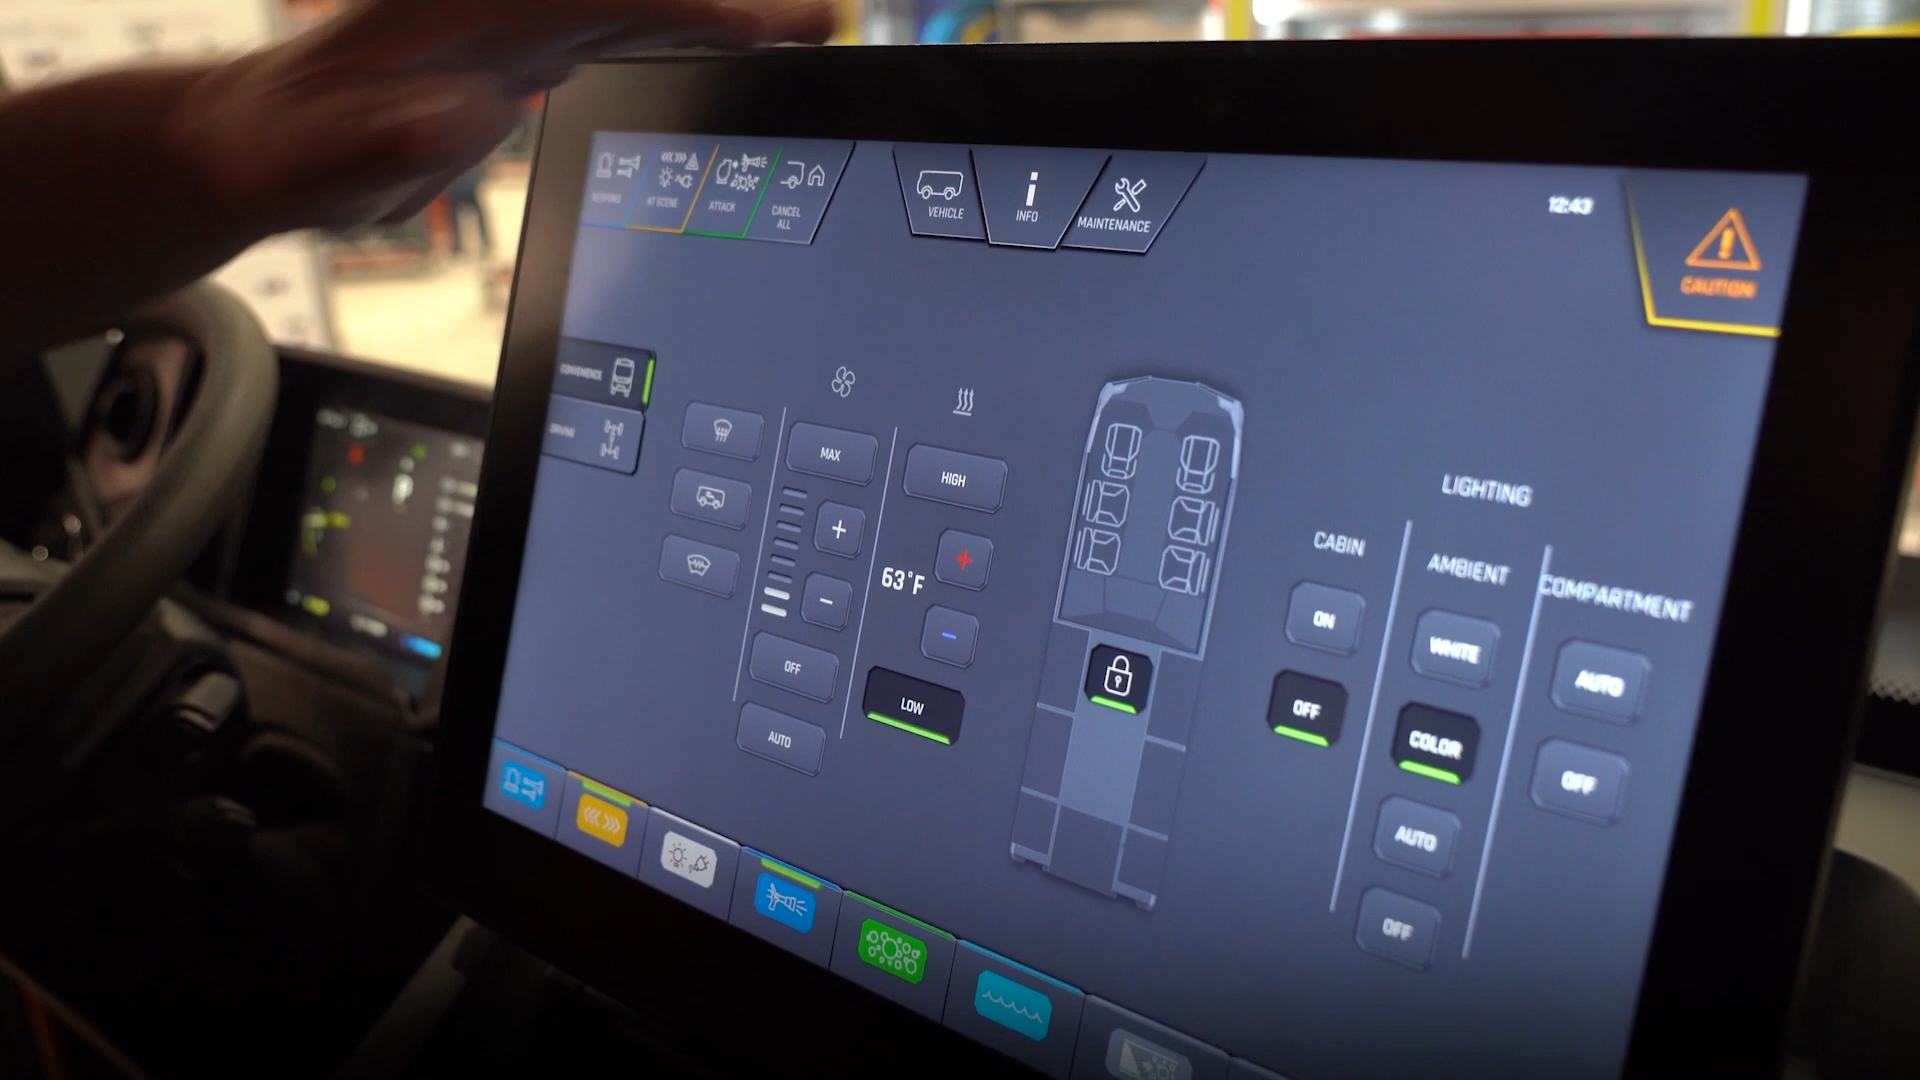 RESPOND
AT SCENE
ATTACK
CANCEL
ALL
VEHICLE
INFO
MAINTENANCE
12:43
CAUTION
CONVENIENCE
DRIVING
MAX
+
-
OFF
AUTO
HIGH
+
63°F
-
LOW
LIGHTING
CABIN
ON
OFF
AMBIENT
WHITE
COLOR
AUTO
OFF
COMPARTMENT
AUTO
OFF